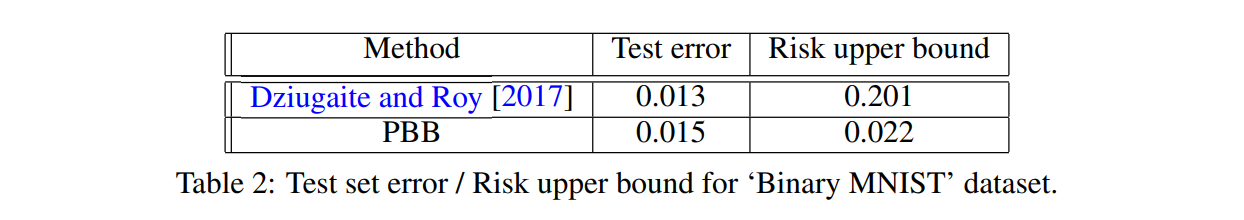 Method Test error Risk upper bound
Dziugaite and Roy [2017] 0.013 0.201
PBB 0.015 0.022
Table 2: Test set error / Risk upper bound for ‘Binary MNIST’ dataset.